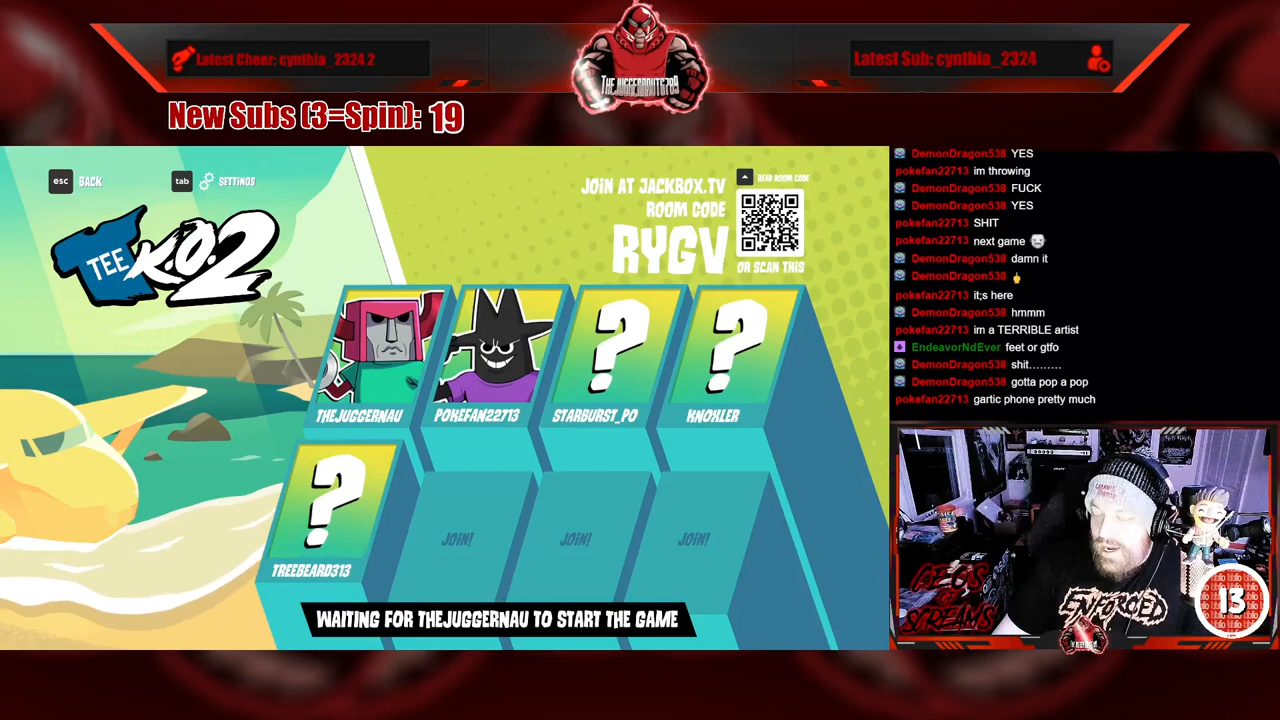 Latest Cheer: cynthia_2324 2
THEJUGGERNAUT6789
Latest Sub: cynthia_2324
New Subs (3=Spin): 19
esc BACK
tab SETTINGS
TEE K.O. 2
JOIN AT JACKBOX.TV
ROOM CODE
RYGV
READ ROOM CODE
OR SCAN THIS
THEJUGGERNAU
POKEFAN22713
STARBURST_PO
KNOXLER
TREEBEARD313
JOIN!
JOIN!
JOIN!
WAITING FOR THEJUGGERNAU TO START THE GAME
DemonDragon538 YES
pokefan22713 im throwing
DemonDragon538 FUCK
DemonDragon538 YES
pokefan22713 SHIT
pokefan22713 next game
DemonDragon538 damn it
DemonDragon538
pokefan22713 it;s here
DemonDragon538 hmmm
pokefan22713 im a TERRIBLE artist
EndeavorNdEver feet or gtfo
DemonDragon538 shit.........
DemonDragon538 gotta pop a pop
pokefan22713 gartic phone pretty much
ENFORCED
13